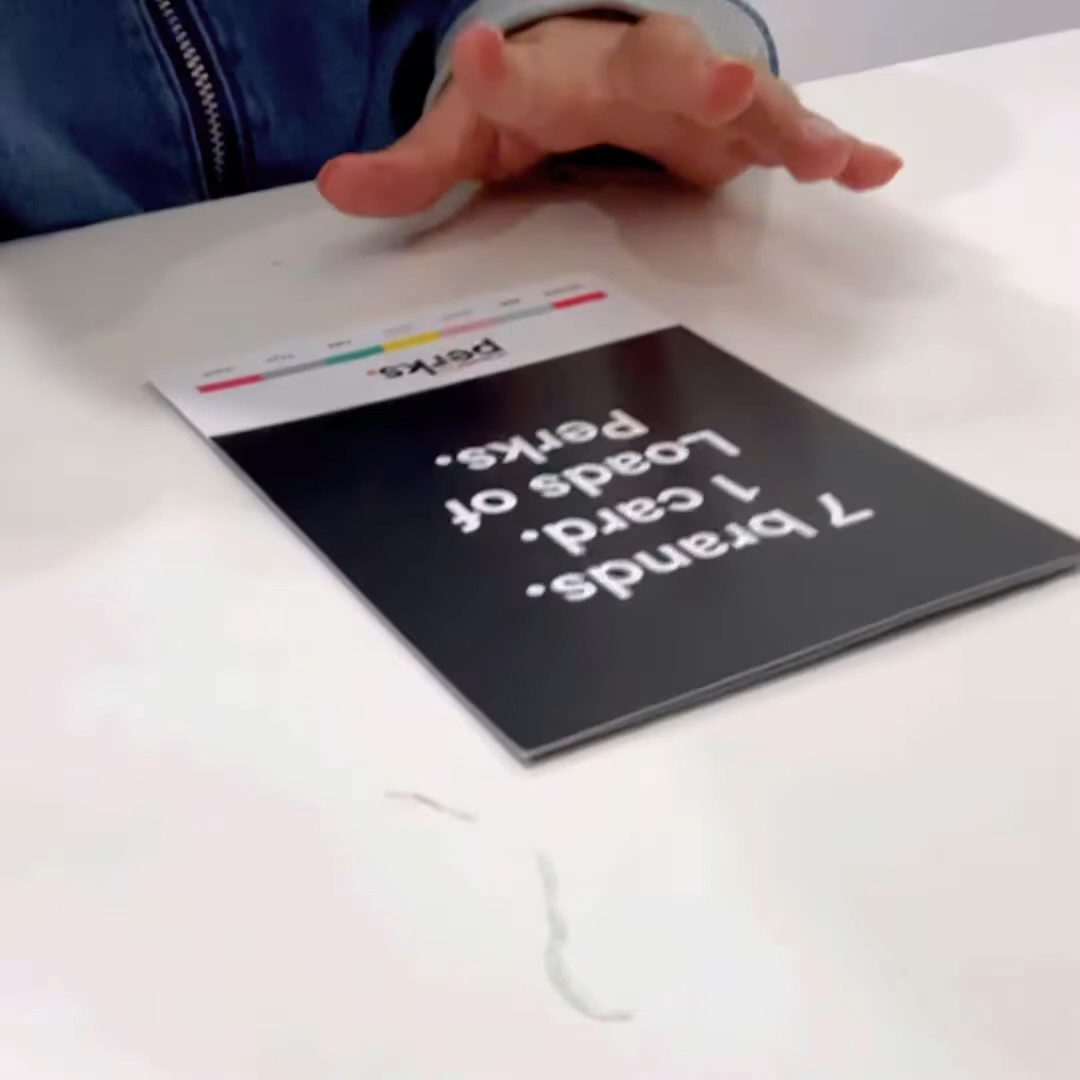 7 brands.
1 card.
Loads of
Perks.
perks.